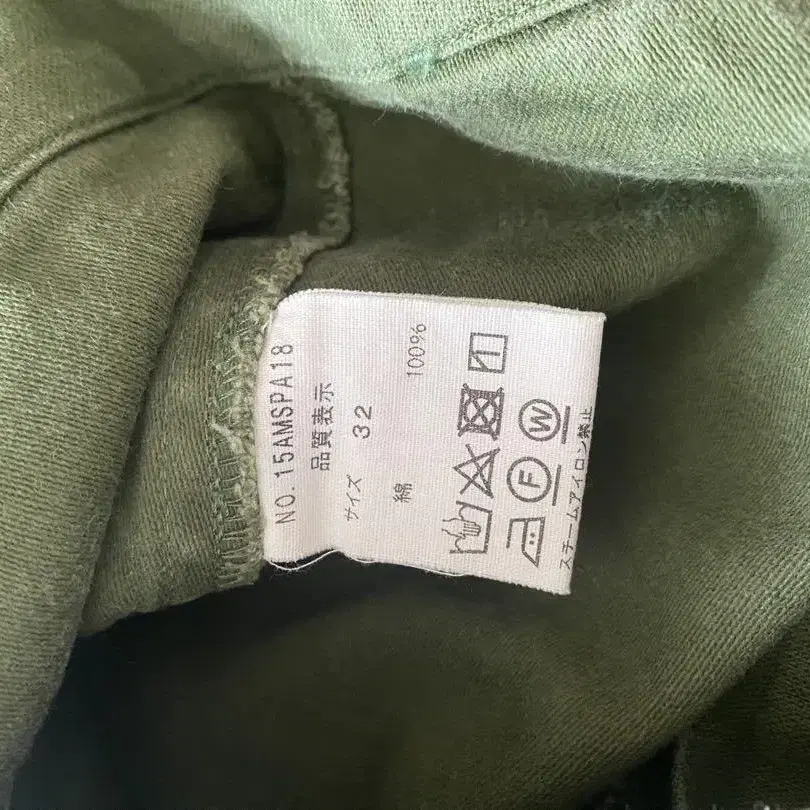 NO.15AMSPA18
品質表示
サイズ 32
綿 100%
F W
スチームアイロン禁止